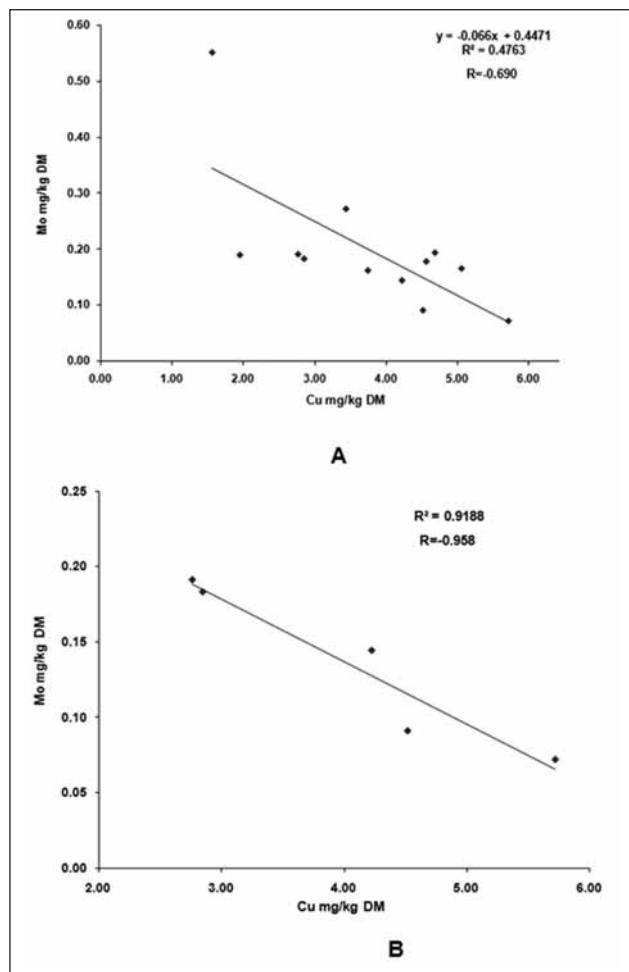 y = -0.066x + 0.4471
R² = 0.4763
R=-0.690
0.60
0.50
0.40
0.30
0.20
0.10
0.00
Mo mg/kg DM
0.00 1.00 2.00 3.00 4.00 5.00 6.00
Cu mg/kg DM
A
R² = 0.9188
R=-0.958
0.25
0.20
0.15
0.10
0.05
0.00
Mo mg/kg DM
2.00 3.00 4.00 5.00 6.00
Cu mg/kg DM
B